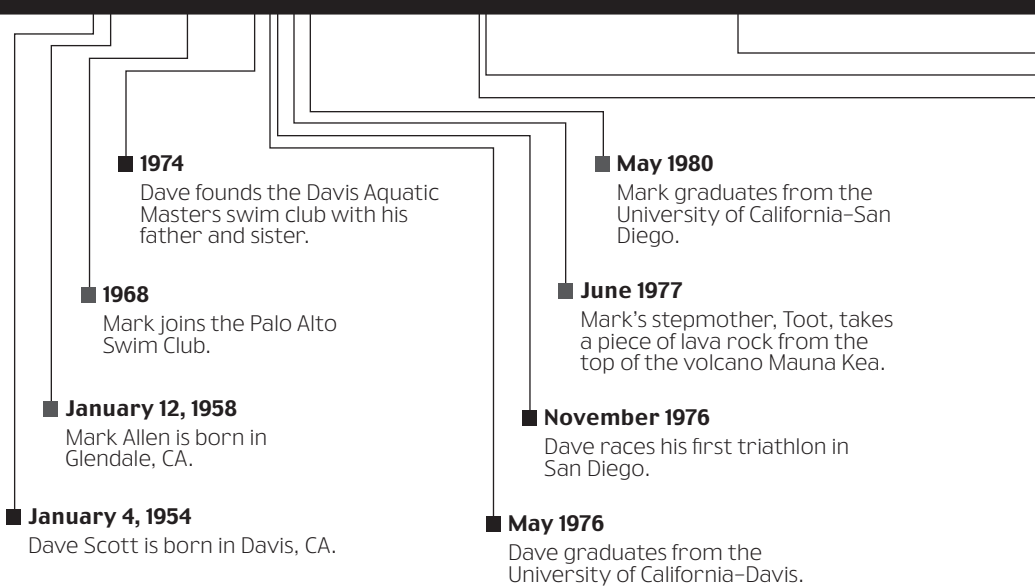 1974
Dave founds the Davis Aquatic
Masters swim club with his
father and sister.
1968
Mark joins the Palo Alto
Swim Club.
January 12, 1958
Mark Allen is born in
Glendale, CA.
January 4, 1954
Dave Scott is born in Davis, CA.
May 1980
Mark graduates from the
University of California–San
Diego.
June 1977
Mark’s stepmother, Toot, takes
a piece of lava rock from the
top of the volcano Mauna Kea.
November 1976
Dave races his first triathlon in
San Diego.
May 1976
Dave graduates from the
University of California–Davis.